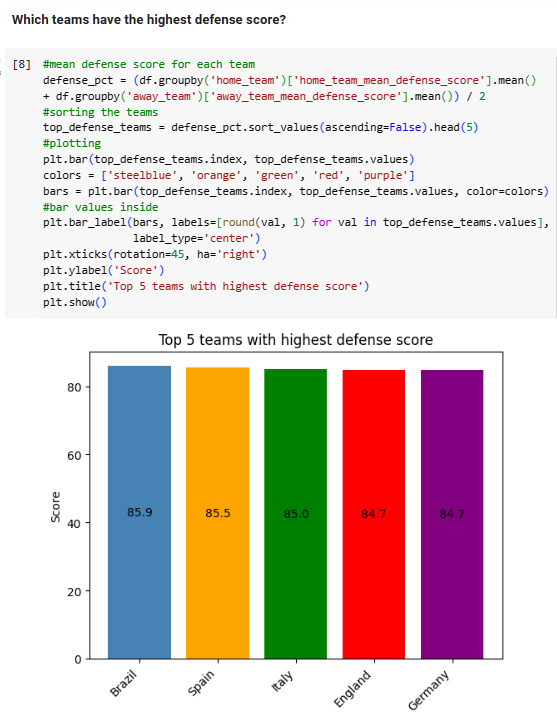 Which teams have the highest defense score?
[8] #mean defense score for each team
defense_pct = (df.groupby('home_team')['home_team_mean_defense_score'].mean()
+ df.groupby('away_team')['away_team_mean_defense_score'].mean()) / 2
#sorting the teams
top_defense_teams = defense_pct.sort_values(ascending=False).head(5)
#plotting
plt.bar(top_defense_teams.index, top_defense_teams.values)
colors = ['steelblue', 'orange', 'green', 'red', 'purple']
bars = plt.bar(top_defense_teams.index, top_defense_teams.values, color=colors)
#bar values inside
plt.bar_label(bars, labels=[round(val, 1) for val in top_defense_teams.values],
label_type='center')
plt.xticks(rotation=45, ha='right')
plt.ylabel('Score')
plt.title('Top 5 teams with highest defense score')
plt.show()
Top 5 teams with highest defense score
80
60
40
20
0
Score
85.9 85.5 85.0 84.7 84.7
Brazil Spain Italy England Germany